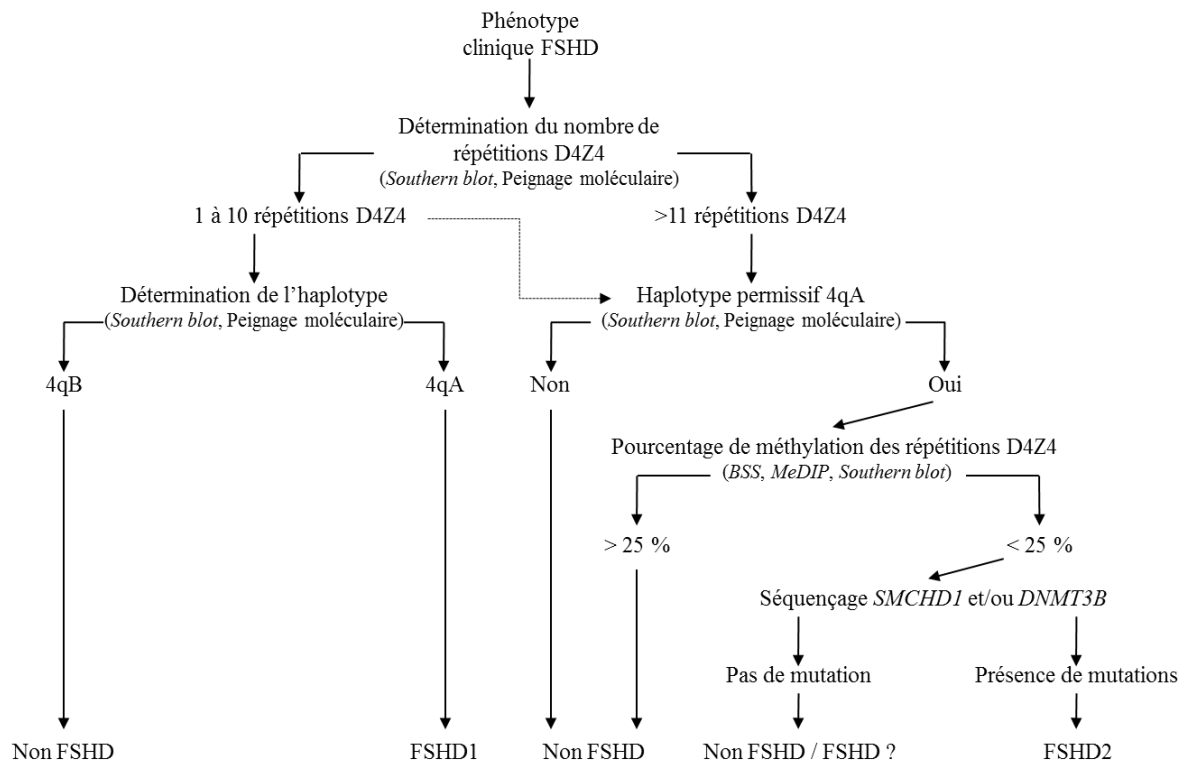 Phénotype
clinique FSHD
Détermination du nombre de
répétitions D4Z4
(Southern blot, Peignage moléculaire)
1 à 10 répétitions D4Z4
>11 répétitions D4Z4
Détermination de l’haplotype
(Southern blot, Peignage moléculaire)
Haplotype permissif 4qA
(Southern blot, Peignage moléculaire)
4qB
4qA
Non
Oui
Pourcentage de méthylation des répétitions D4Z4
(BSS, MeDIP, Southern blot)
> 25 %
< 25 %
Séquençage SMCHD1 et/ou DNMT3B
Pas de mutation
Présence de mutations
Non FSHD
FSHD1
Non FSHD
Non FSHD / FSHD ?
FSHD2